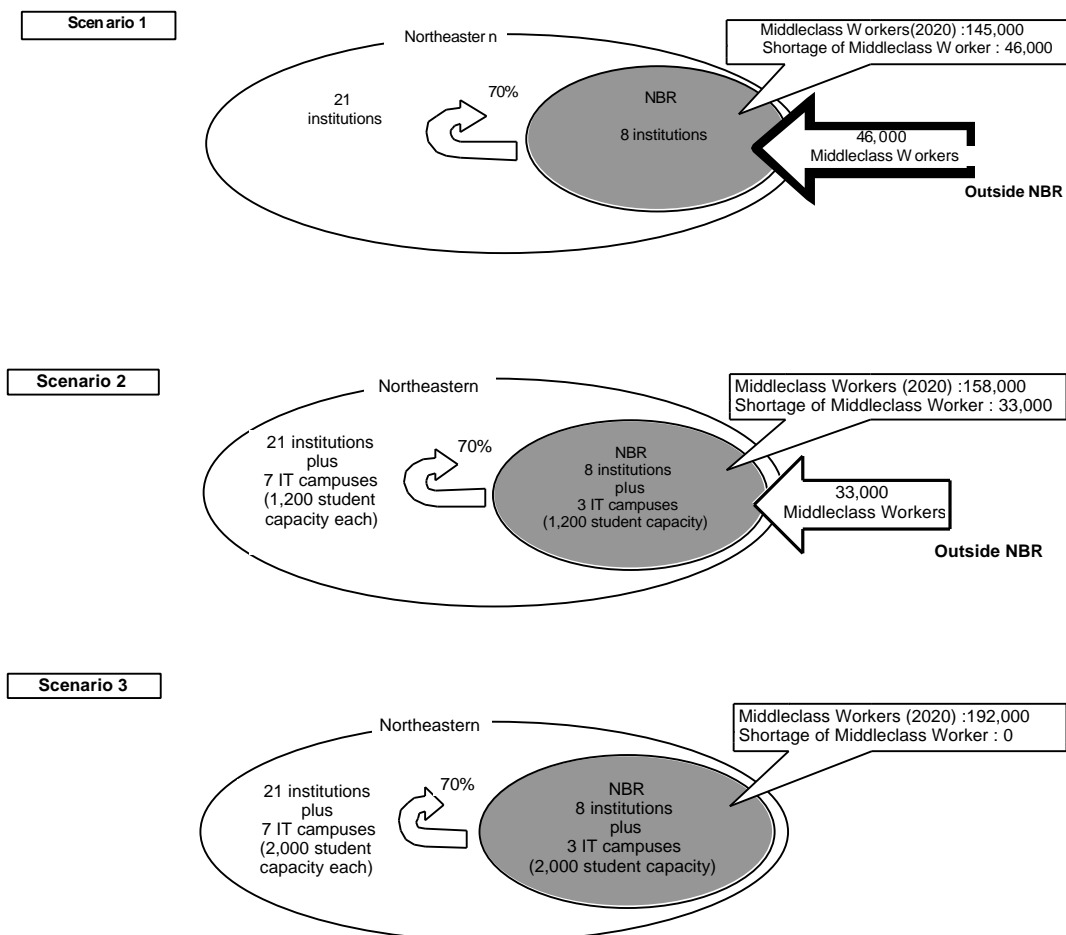 Scenario 1
Northeastern
Middleclass Workers(2020) :145,000
Shortage of Middleclass Worker : 46,000
21
institutions
70%
NBR
8 institutions
46,000
Middleclass Workers
Outside NBR
Scenario 2
Northeastern
Middleclass Workers (2020) :158,000
Shortage of Middleclass Worker : 33,000
21 institutions
plus
7 IT campuses
(1,200 student
capacity each)
70%
NBR
8 institutions
plus
3 IT campuses
(1,200 student capacity)
33,000
Middleclass Workers
Outside NBR
Scenario 3
Northeastern
Middleclass Workers (2020) :192,000
Shortage of Middleclass Worker : 0
21 institutions
plus
7 IT campuses
(2,000 student
capacity each)
70%
NBR
8 institutions
plus
3 IT campuses
(2,000 student capacity)